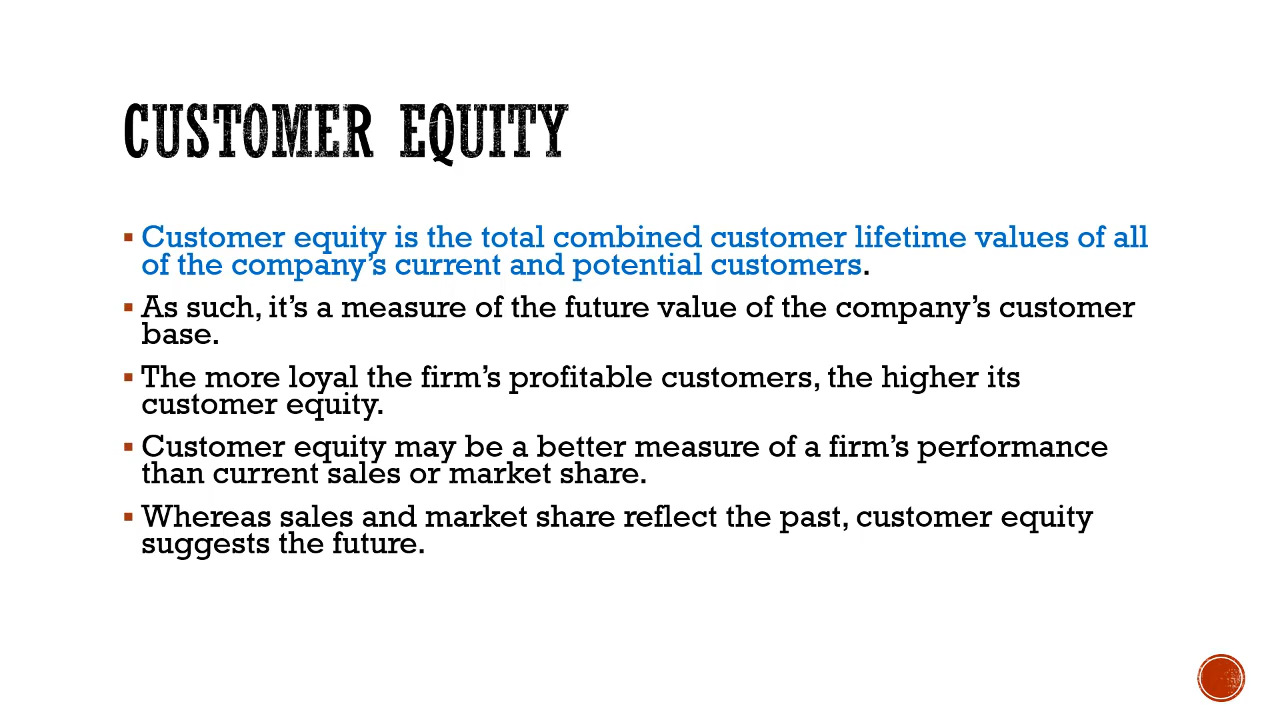 CUSTOMER EQUITY
▪ Customer equity is the total combined customer lifetime values of all
of the company’s current and potential customers.
▪ As such, it’s a measure of the future value of the company’s customer
base.
▪ The more loyal the firm’s profitable customers, the higher its
customer equity.
▪ Customer equity may be a better measure of a firm’s performance
than current sales or market share.
▪ Whereas sales and market share reflect the past, customer equity
suggests the future.